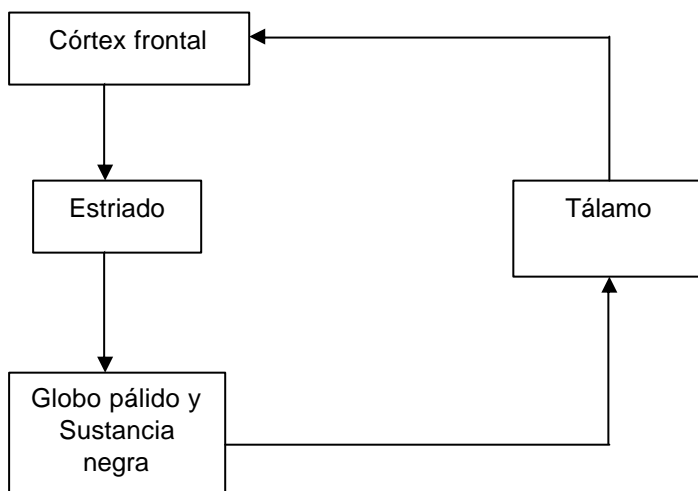 Córtex frontal
Estriado
Tálamo
Globo pálido y
Sustancia
negra